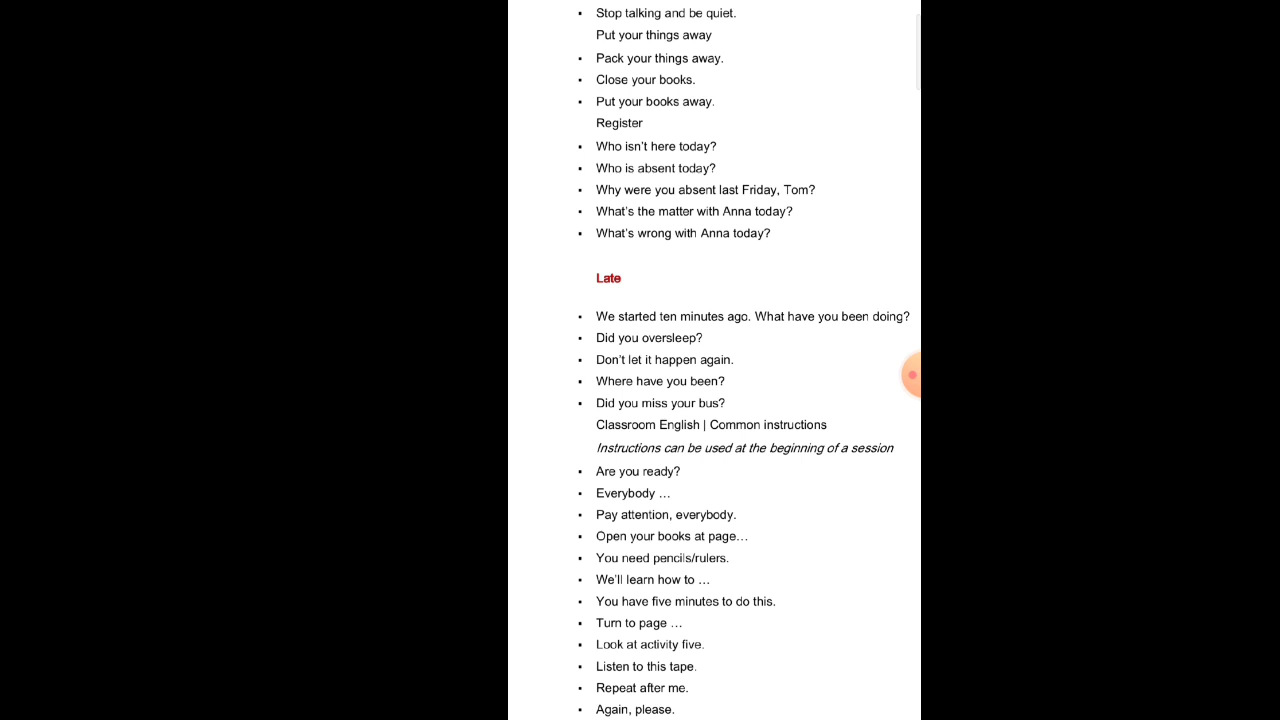 ▪ Stop talking and be quiet.
Put your things away
▪ Pack your things away.
▪ Close your books.
▪ Put your books away.
Register
▪ Who isn't here today?
▪ Who is absent today?
▪ Why were you absent last Friday, Tom?
▪ What's the matter with Anna today?
▪ What's wrong with Anna today?
Late
▪ We started ten minutes ago. What have you been doing?
▪ Did you oversleep?
▪ Don't let it happen again.
▪ Where have you been?
▪ Did you miss your bus?
Classroom English | Common instructions
Instructions can be used at the beginning of a session
▪ Are you ready?
▪ Everybody …
▪ Pay attention, everybody.
▪ Open your books at page…
▪ You need pencils/rulers.
▪ We'll learn how to …
▪ You have five minutes to do this.
▪ Turn to page …
▪ Look at activity five.
▪ Listen to this tape.
▪ Repeat after me.
▪ Again, please.